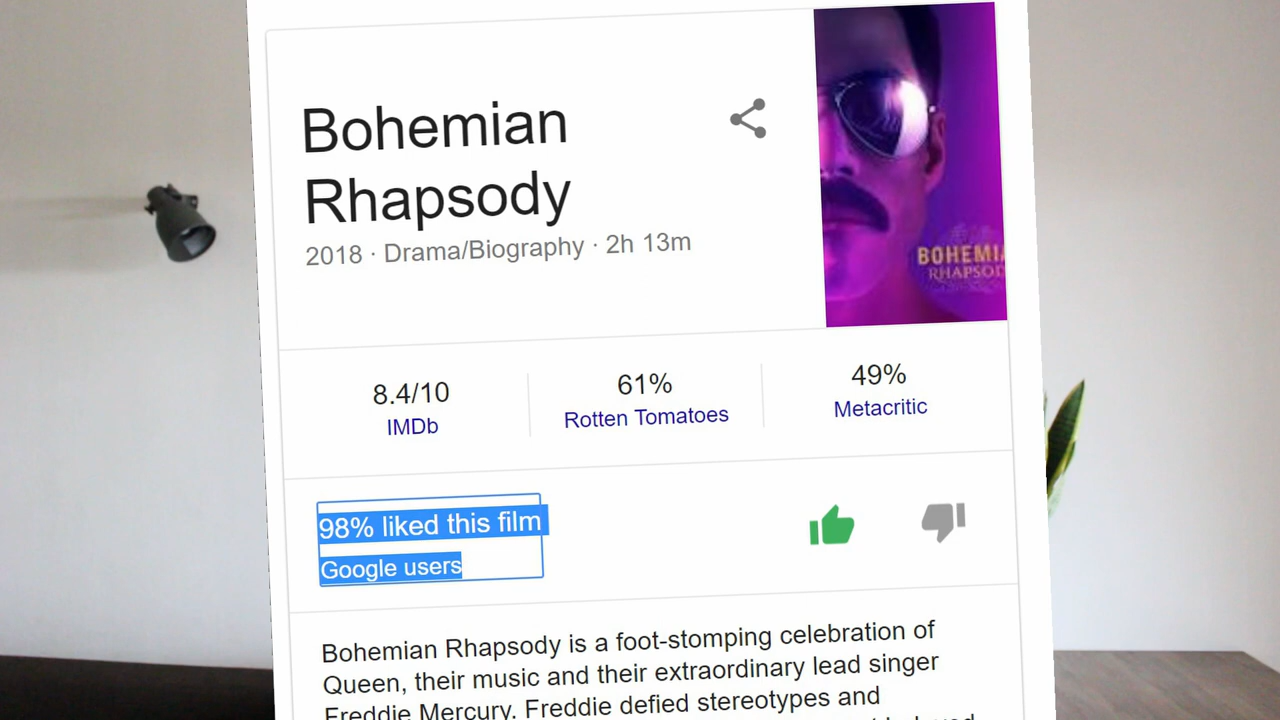 Bohemian
Rhapsody
2018 · Drama/Biography · 2h 13m
BOHEMIA
RHAPSOD
8.4/10
IMDb
61%
Rotten Tomatoes
49%
Metacritic
98% liked this film
Google users
Bohemian Rhapsody is a foot-stomping celebration of
Queen, their music and their extraordinary lead singer
Freddie Mercury. Freddie defied stereotypes and